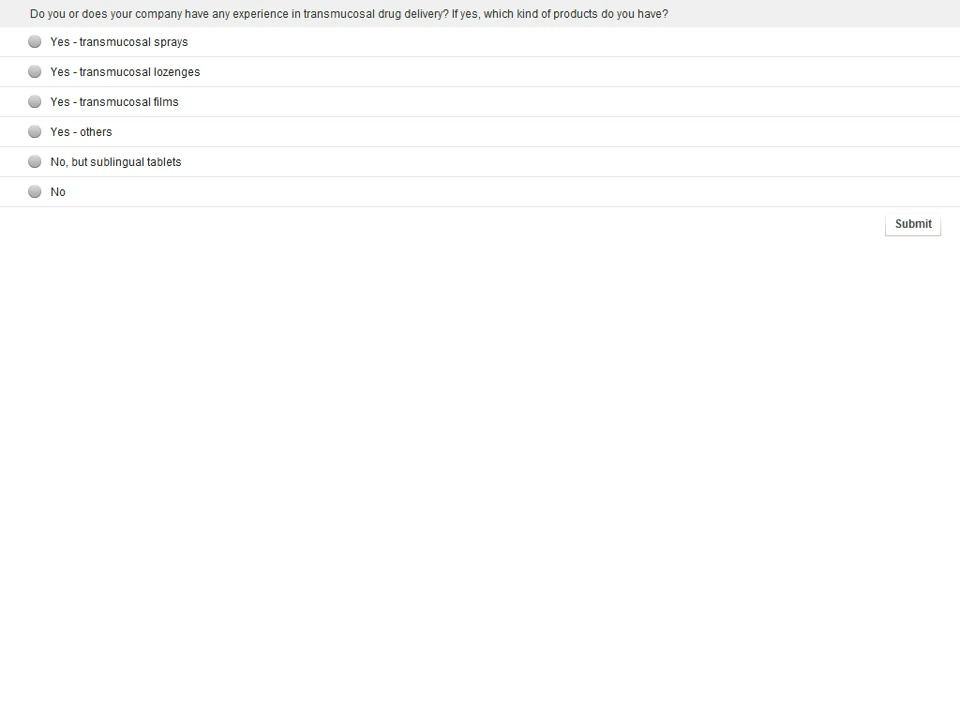 Do you or does your company have any experience in transmucosal drug delivery? If yes, which kind of products do you have?
Yes - transmucosal sprays
Yes - transmucosal lozenges
Yes - transmucosal films
Yes - others
No, but sublingual tablets
No
Submit